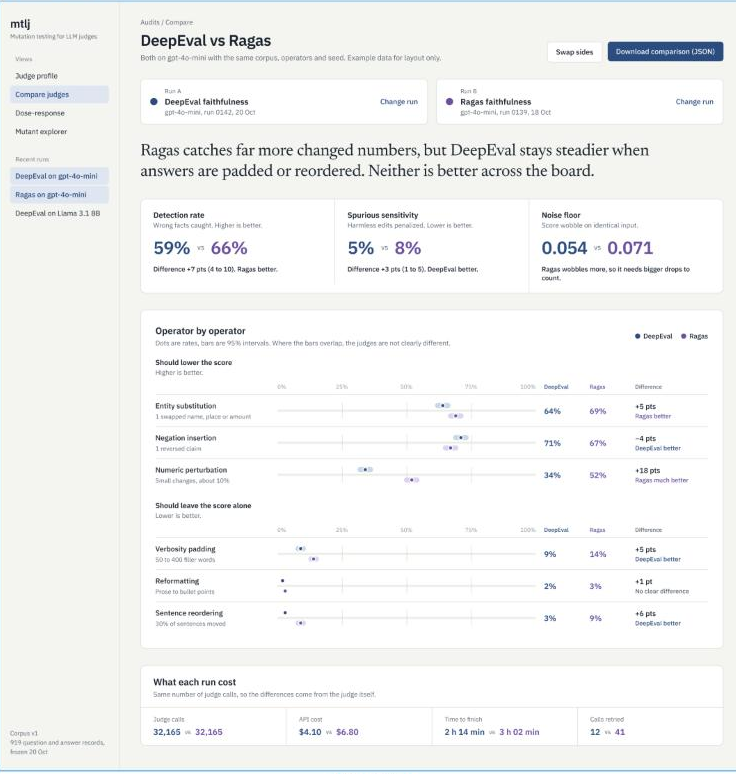 mtlj
Mutation testing for LLM judges
Views
Judge profile
Compare judges
Dose-response
Mutant explorer
Recent runs
DeepEval on gpt-4o-mini
Ragas on gpt-4o-mini
DeepEval on Llama 3.1 8B
Corpus v1
919 question and answer records,
frozen 20 Oct
Audits / Compare
DeepEval vs Ragas
Both on gpt-4o-mini with the same corpus, operators and seed. Example data for layout only.
Swap sides
Download comparison (JSON)
Run A
DeepEval faithfulness
gpt-4o-mini, run 0142, 20 Oct
Change run
Run B
Ragas faithfulness
gpt-4o-mini, run 0139, 18 Oct
Change run
Ragas catches far more changed numbers, but DeepEval stays steadier when
answers are padded or reordered. Neither is better across the board.
Detection rate
Wrong facts caught. Higher is better.
59% vs 66%
Difference +7 pts (4 to 10). Ragas better.
Spurious sensitivity
Harmless edits penalized. Lower is better.
5% vs 8%
Difference +3 pts (1 to 5). DeepEval better.
Noise floor
Score wobble on identical input.
0.054 vs 0.071
Ragas wobbles more, so it needs bigger drops to
count.
Operator by operator
Dots are rates, bars are 95% intervals. Where the bars overlap, the judges are not clearly different.
DeepEval Ragas
Should lower the score
Higher is better.
0% 25% 50% 75% 100% DeepEval Ragas Difference
Entity substitution
1 swapped name, place or amount
64% 69%
+5 pts
Ragas better
Negation insertion
1 reversed claim
71% 67%
−4 pts
DeepEval better
Numeric perturbation
Small changes, about 10%
34% 52%
+18 pts
Ragas much better
Should leave the score alone
Lower is better.
0% 25% 50% 75% 100% DeepEval Ragas Difference
Verbosity padding
50 to 400 filler words
9% 14%
+5 pts
DeepEval better
Reformatting
Prose to bullet points
2% 3%
+1 pt
No clear difference
Sentence reordering
30% of sentences moved
3% 9%
+6 pts
DeepEval better
What each run cost
Same number of judge calls, so the differences come from the judge itself.
Judge calls
32,165 vs 32,165
API cost
$4.10 vs $6.80
Time to finish
2 h 14 min vs 3 h 02 min
Calls retried
12 vs 41